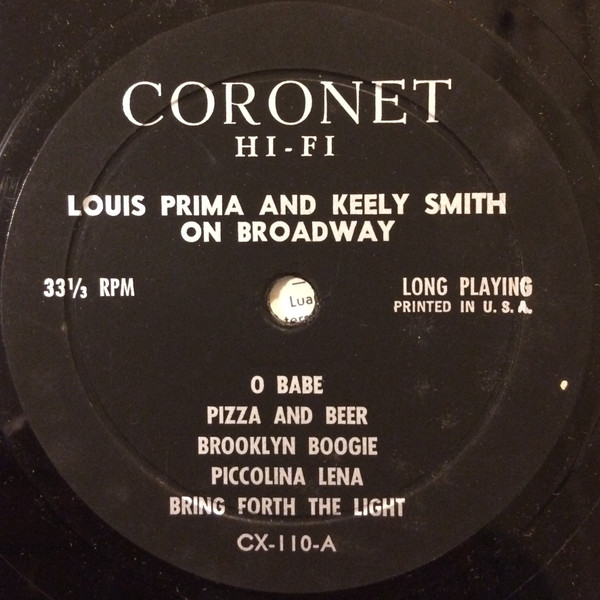 CORONET
HI-FI
LOUIS PRIMA AND KEELY SMITH
ON BROADWAY
33⅓ RPM
LONG PLAYING
PRINTED IN U.S.A.
Lua
O BABE
PIZZA AND BEER
BROOKLYN BOOGIE
PICCOLINA LENA
BRING FORTH THE LIGHT
CX-110-A